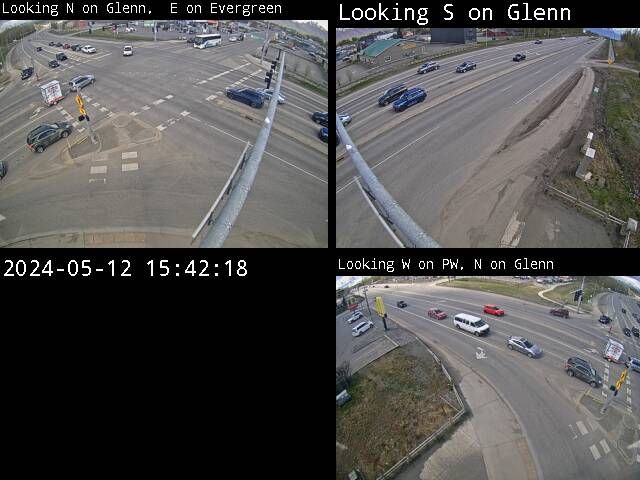 Looking N on Glenn,  E on Evergreen
Looking S on Glenn
2024-05-12 15:42:18
Looking W on PW, N on Glenn